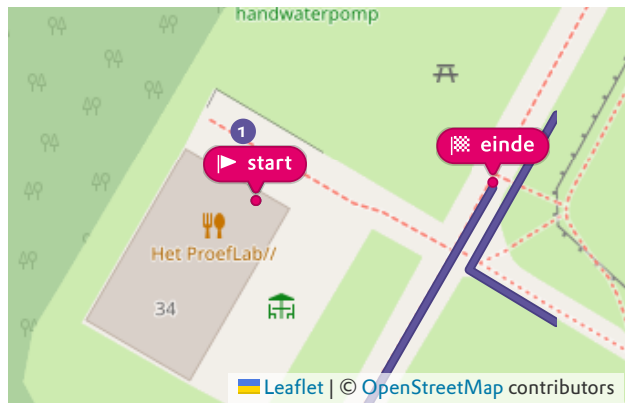 handwaterpomp
1
start
einde
Het ProefLab//
34
Leaflet | © OpenStreetMap contributors